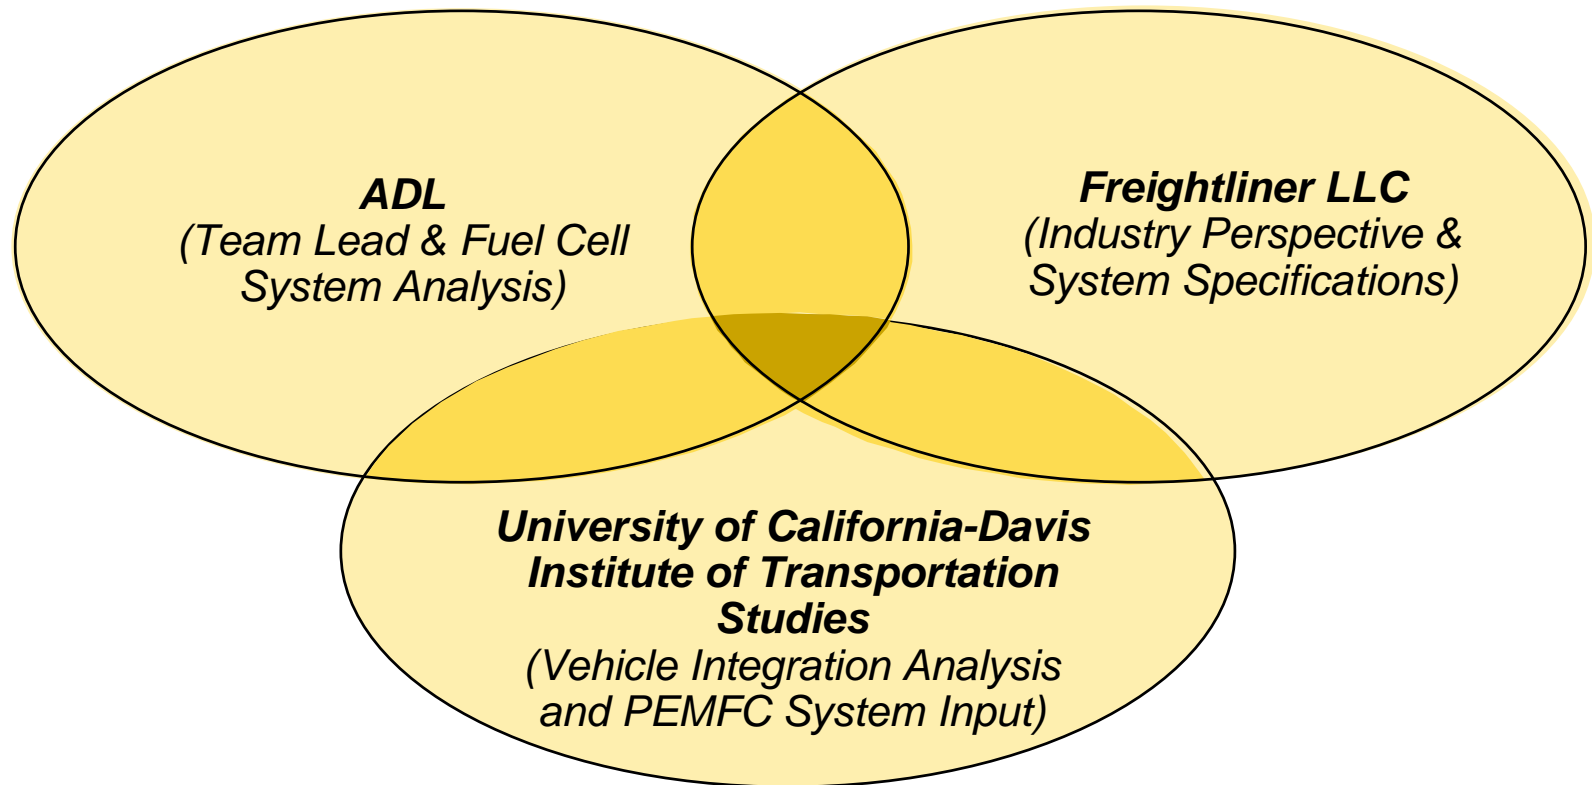 ADL
(Team Lead & Fuel Cell
System Analysis)
Freightliner LLC
(Industry Perspective &
System Specifications)
University of California-Davis
Institute of Transportation
Studies
(Vehicle Integration Analysis
and PEMFC System Input)